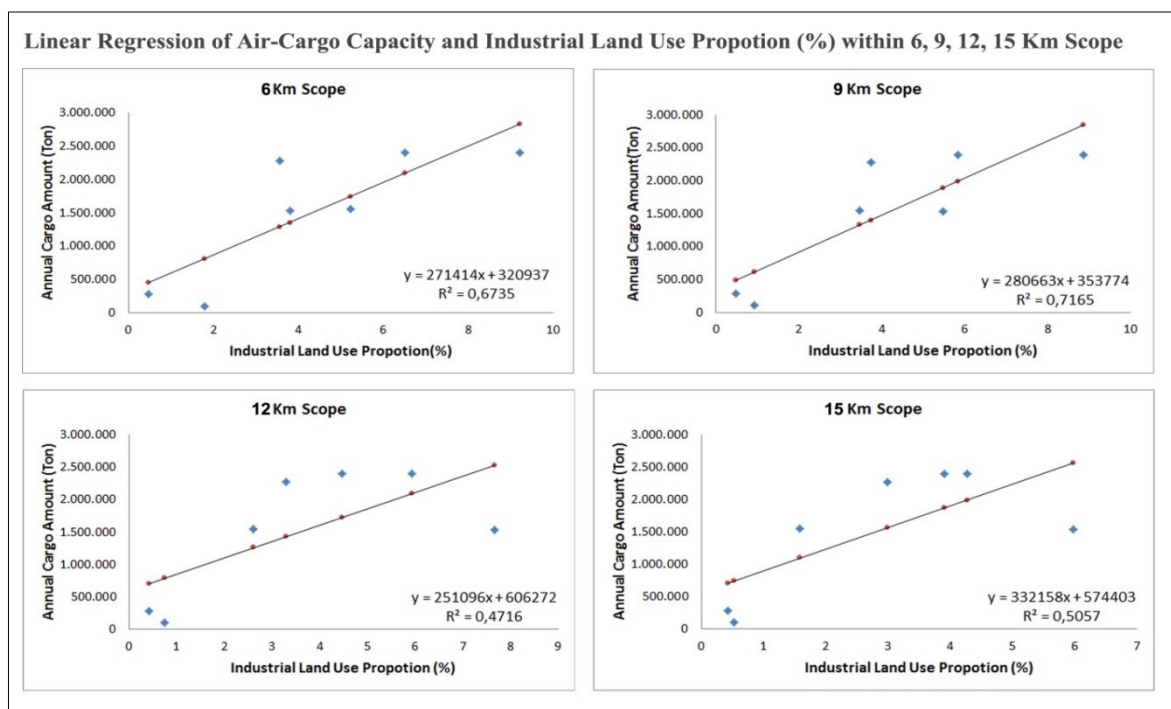 Linear Regression of Air-Cargo Capacity and Industrial Land Use Propotion (%) within 6, 9, 12, 15 Km Scope
6 Km Scope
Annual Cargo Amount (Ton)
3.000.000
2.500.000
2.000.000
1.500.000
1.000.000
500.000
0
y = 271414x + 320937
R² = 0,6735
0 2 4 6 8 10
Industrial Land Use Propotion(%)
9 Km Scope
Annual Cargo Amount(Ton)
3.000.000
2.500.000
2.000.000
1.500.000
1.000.000
500.000
0
y = 280663x + 353774
R² = 0,7165
0 2 4 6 8 10
Industrial Land Use Propotion (%)
12 Km Scope
Annual Cargo Amount (Ton)
3.000.000
2.500.000
2.000.000
1.500.000
1.000.000
500.000
0
y = 251096x + 606272
R² = 0,4716
0 1 2 3 4 5 6 7 8 9
Industrial Land Use Propotion (%)
15 Km Scope
Annual Cargo Amount (Ton)
3.000.000
2.500.000
2.000.000
1.500.000
1.000.000
500.000
0
y = 332158x + 574403
R² = 0,5057
0 1 2 3 4 5 6 7
Industrial Land Use Propotion (%)